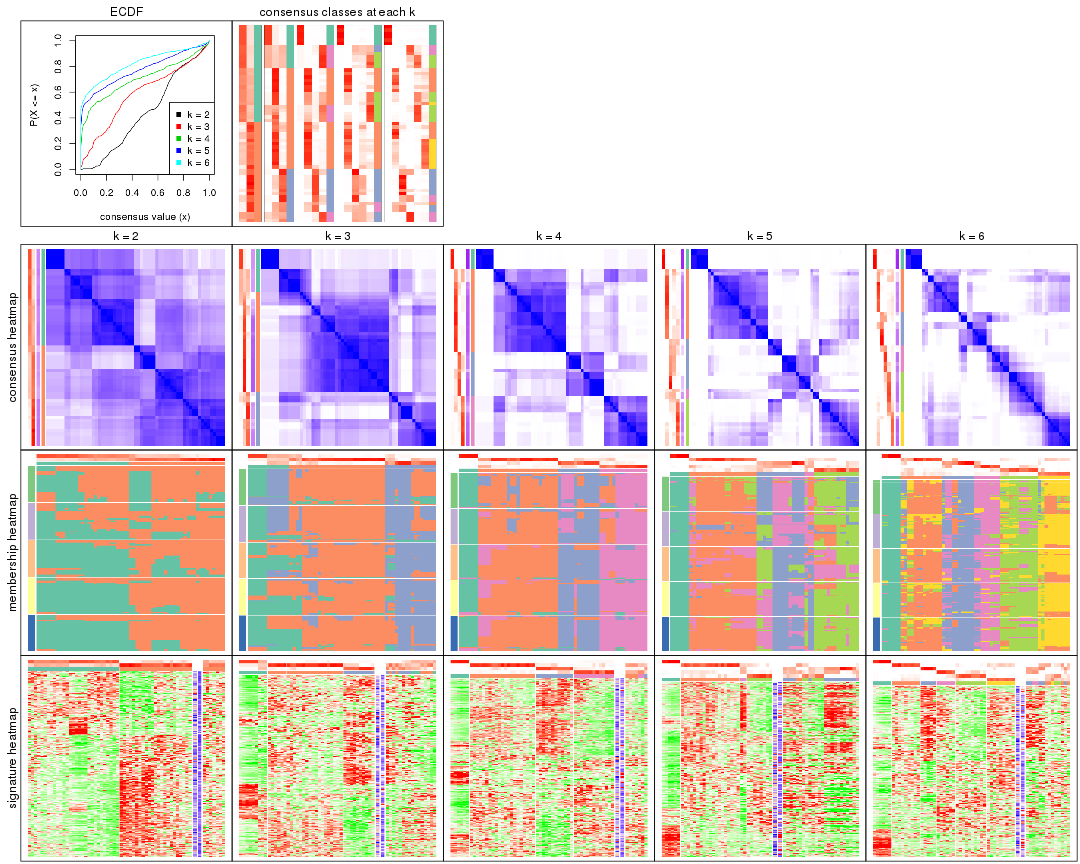 ECDF
consensus classes at each k
P(X <= x)
1.0
0.8
0.6
0.4
0.2
0.0
k = 2
k = 3
k = 4
k = 5
k = 6
0.0 0.2 0.4 0.6 0.8 1.0
consensus value (x)
k = 2
k = 3
k = 4
k = 5
k = 6
consensus heatmap
membership heatmap
signature heatmap